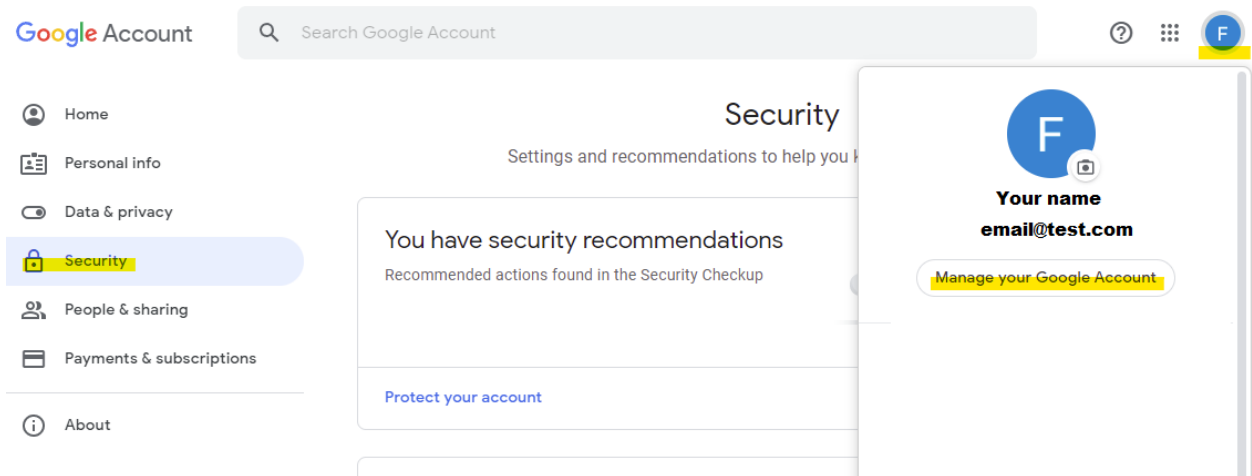 Google Account
Search Google Account
F
Home
Personal info
Data & privacy
Security
People & sharing
Payments & subscriptions
About
Security
Settings and recommendations to help you k
You have security recommendations
Recommended actions found in the Security Checkup
Protect your account
F
Your name
email@test.com
Manage your Google Account